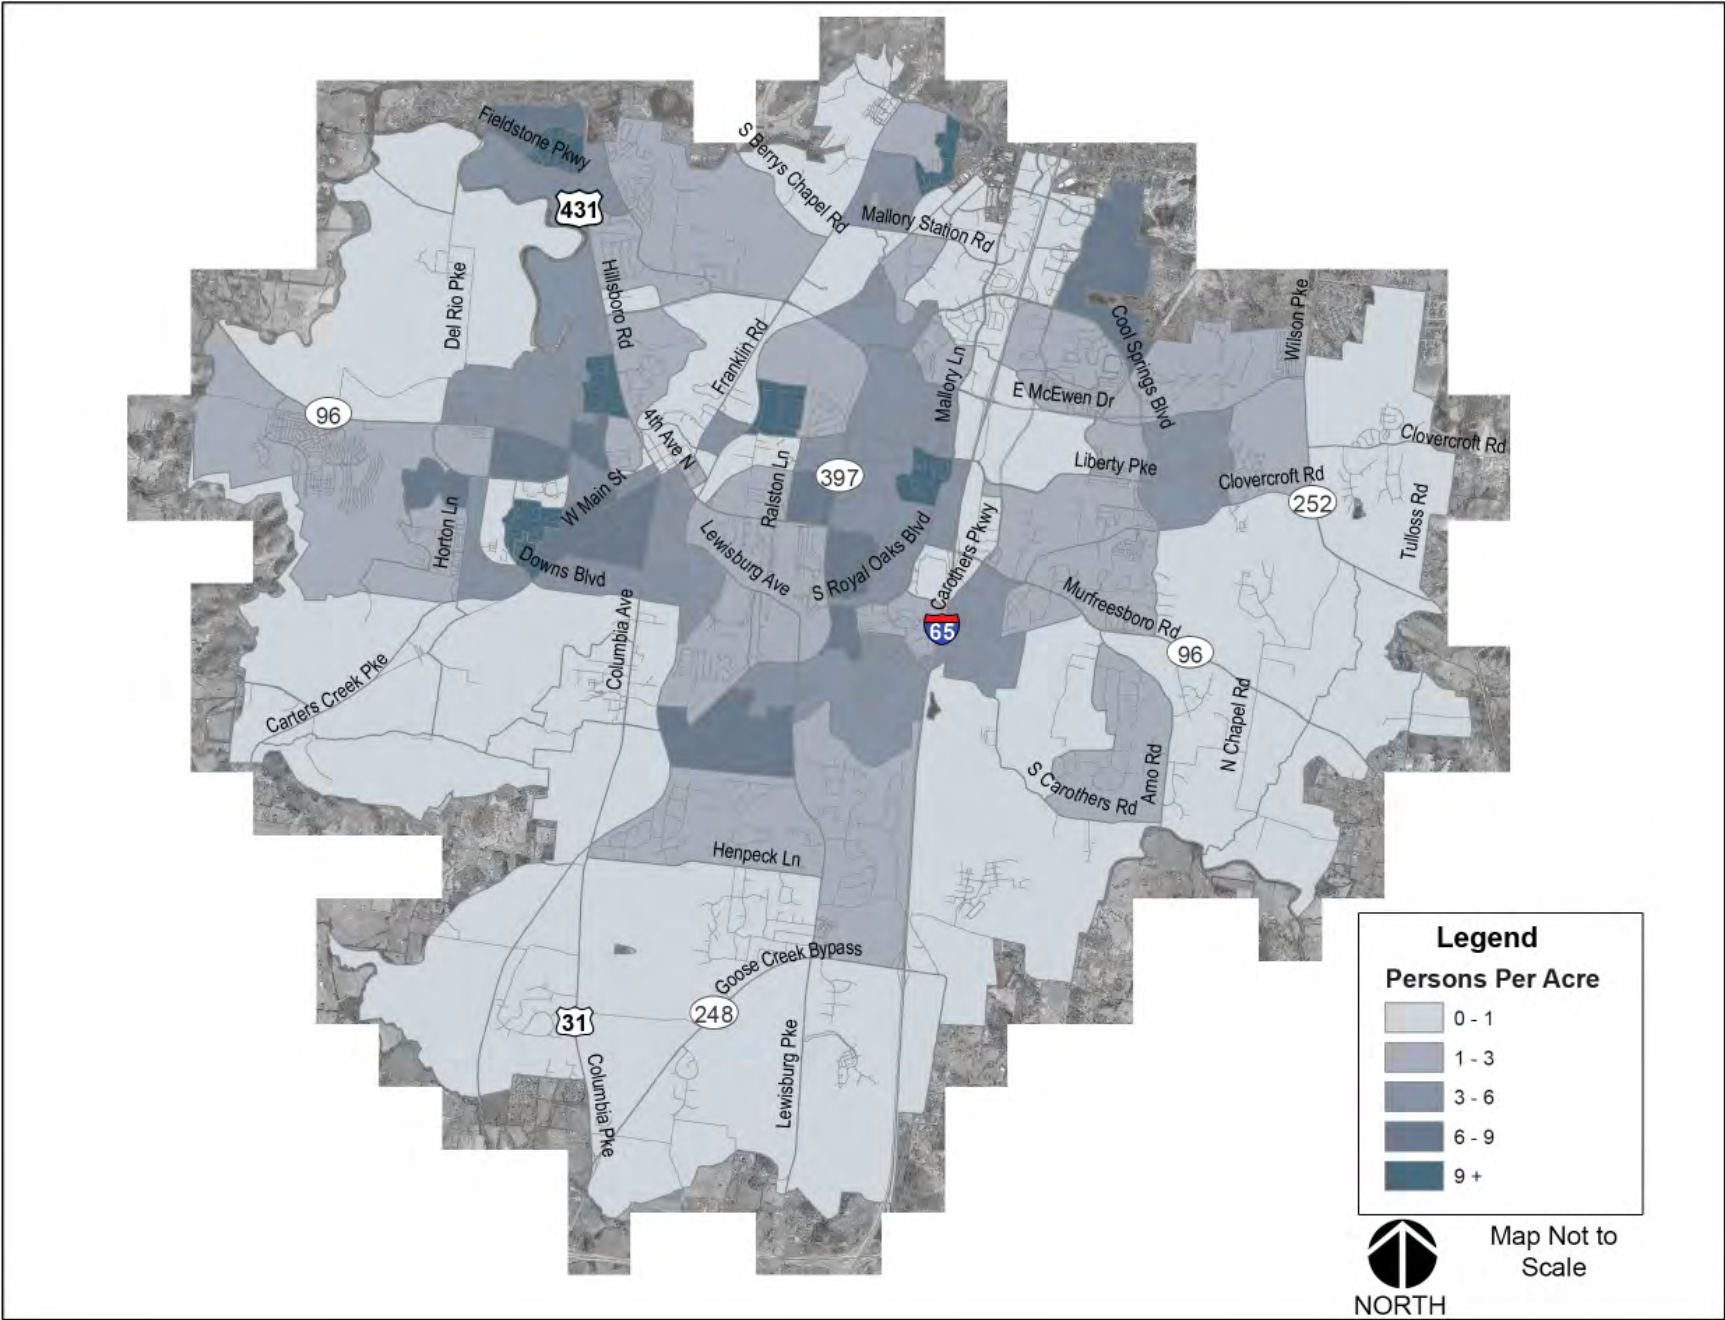 Fieldstone Pkwy
S Berrys Chapel Rd
431
Mallory Station Rd
Hillsboro Rd
Del Rio Pke
Franklin Rd
Mallory Ln
Cool Springs Blvd
Wilson Pke
E McEwen Dr
96
4th Ave N
Clovercroft Rd
Liberty Pke
Clovercroft Rd
397
252
W Main St
Ralston Ln
Horton Ln
Tulloss Rd
Lewisburg Ave
S Royal Oaks Blvd
Carothers Pkwy
Downs Blvd
Murfreesboro Rd
65
96
Columbia Ave
Carters Creek Pke
N Chapel Rd
S Carothers Rd
Arno Rd
Henpeck Ln
Goose Creek Bypass
31
248
Columbia Pke
Lewisburg Pke
Legend
Persons Per Acre
0 - 1
1 - 3
3 - 6
6 - 9
9 +
Map Not to
Scale
NORTH